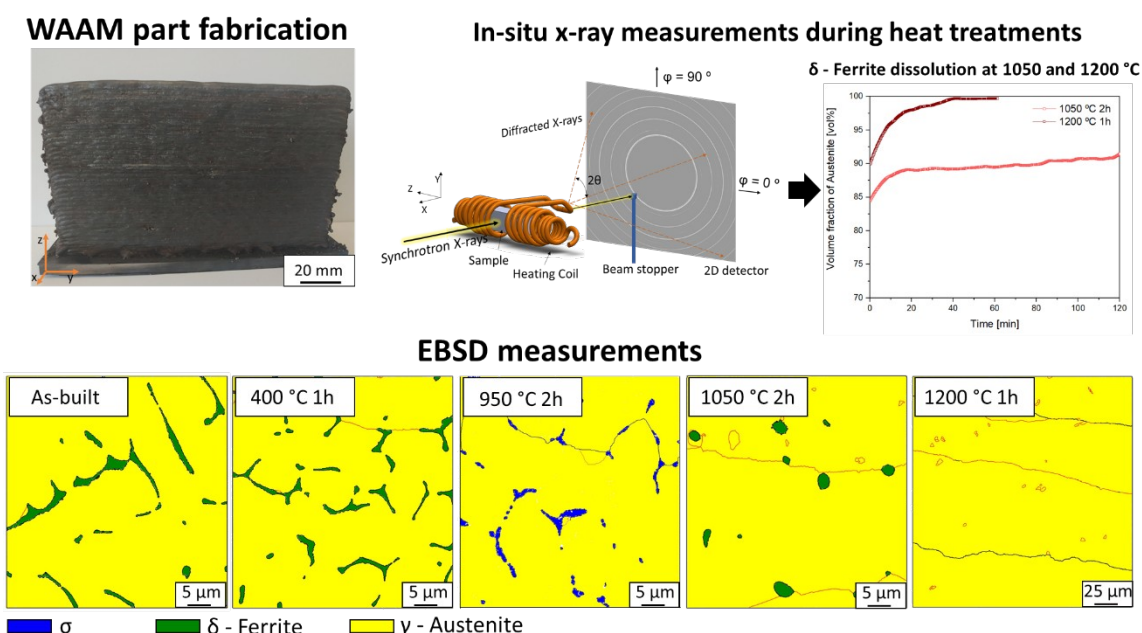 WAAM part fabrication
In-situ x-ray measurements during heat treatments
z
x
y
20 mm
φ = 90 º
Diffracted X-rays
2θ
φ = 0º
Y
Z
X
Synchrotron X-rays
Sample
Heating Coil
Beam stopper
2D detector
δ - Ferrite dissolution at 1050 and 1200 °C
Volume fraction of Austenite [vol%]
100
95
90
85
80
75
70
1050 ºC 2h
1200 ºC 1h
0
20
40
60
80
100
120
Time [min]
EBSD measurements
As-built
5 µm
400 °C 1h
5 µm
950 °C 2h
5 µm
1050 °C 2h
5 µm
1200 °C 1h
25 µm
σ
δ - Ferrite
γ - Austenite